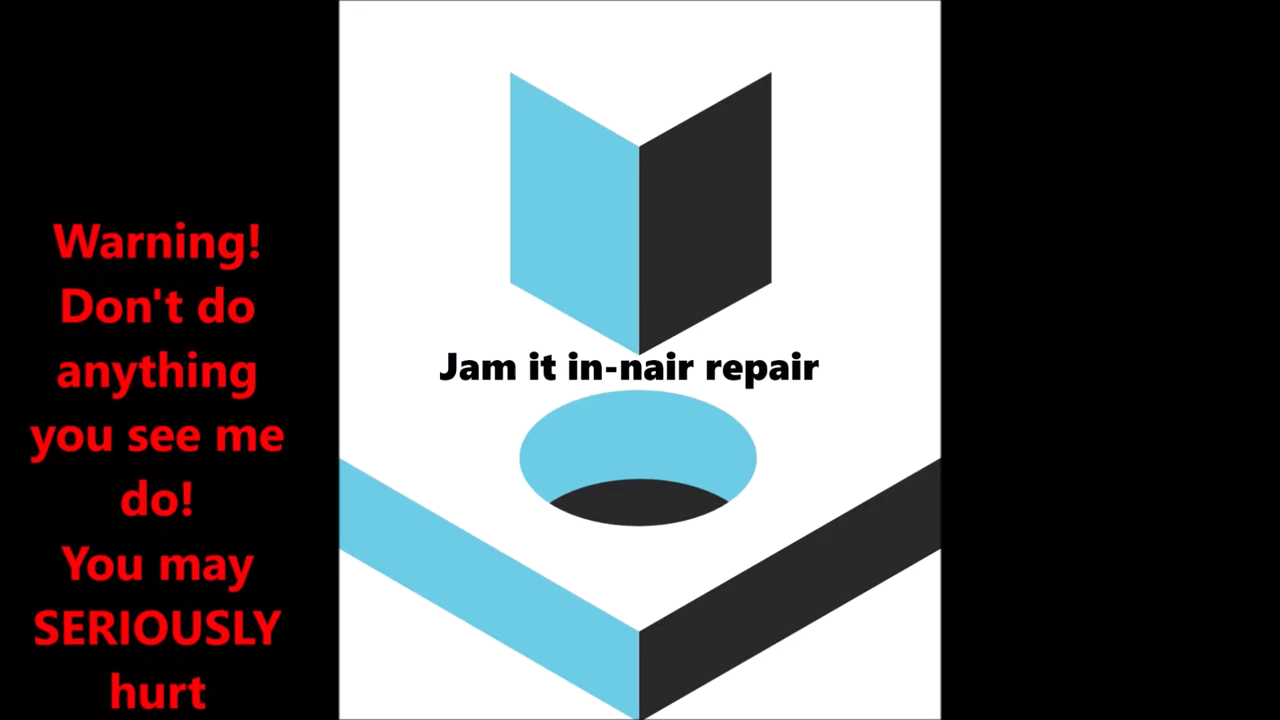 Warning!
Don't do
anything
you see me
do!
You may
SERIOUSLY
hurt
Jam it in-nair repair